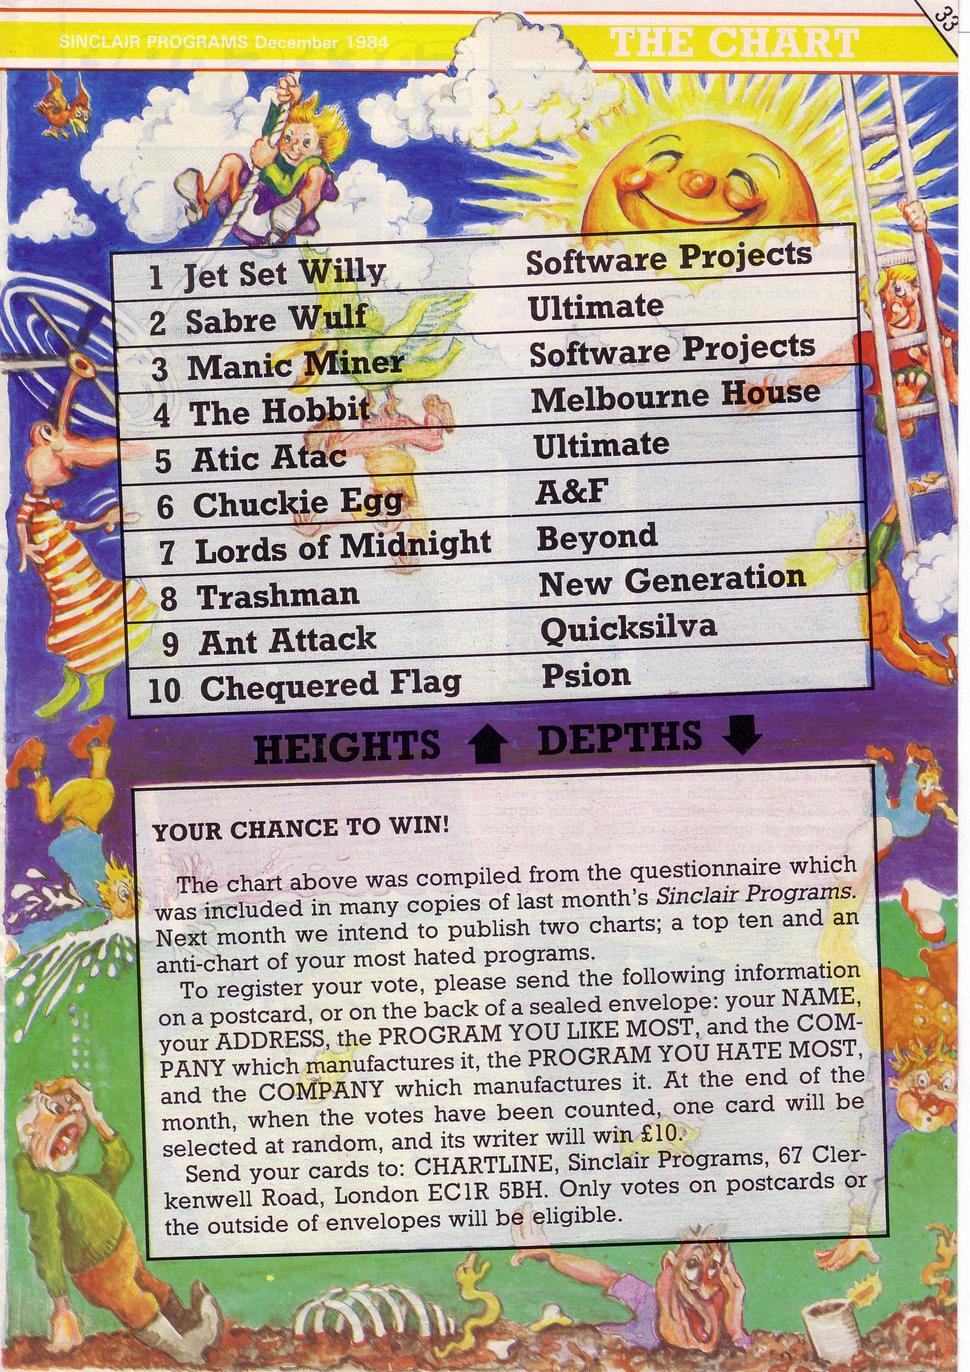 33
SINCLAIR PROGRAMS December 1984
THE CHART
1 Jet Set Willy Software Projects
2 Sabre Wulf Ultimate
3 Manic Miner Software Projects
4 The Hobbit Melbourne House
5 Atic Atac Ultimate
6 Chuckie Egg A&F
7 Lords of Midnight Beyond
8 Trashman New Generation
9 Ant Attack Quicksilva
10 Chequered Flag Psion
HEIGHTS DEPTHS
YOUR CHANCE TO WIN!
The chart above was compiled from the questionnaire which
was included in many copies of last month's Sinclair Programs.
Next month we intend to publish two charts; a top ten and an
anti-chart of your most hated programs.
To register your vote, please send the following information
on a postcard, or on the back of a sealed envelope: your NAME,
your ADDRESS, the PROGRAM YOU LIKE MOST, and the COM-
PANY which manufactures it, the PROGRAM YOU HATE MOST,
and the COMPANY which manufactures it. At the end of the
month, when the votes have been counted, one card will be
selected at random, and its writer will win £10.
Send your cards to: CHARTLINE, Sinclair Programs, 67 Cler-
kenwell Road, London EC1R 5BH. Only votes on postcards or
the outside of envelopes will be eligible.